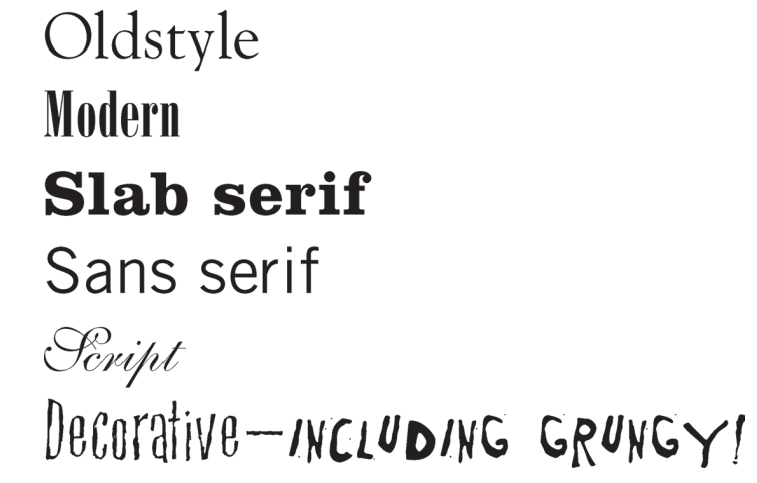 Oldstyle
Modern
Slab serif
Sans serif
Script
Decorative—INCLUDING GRUNGY!